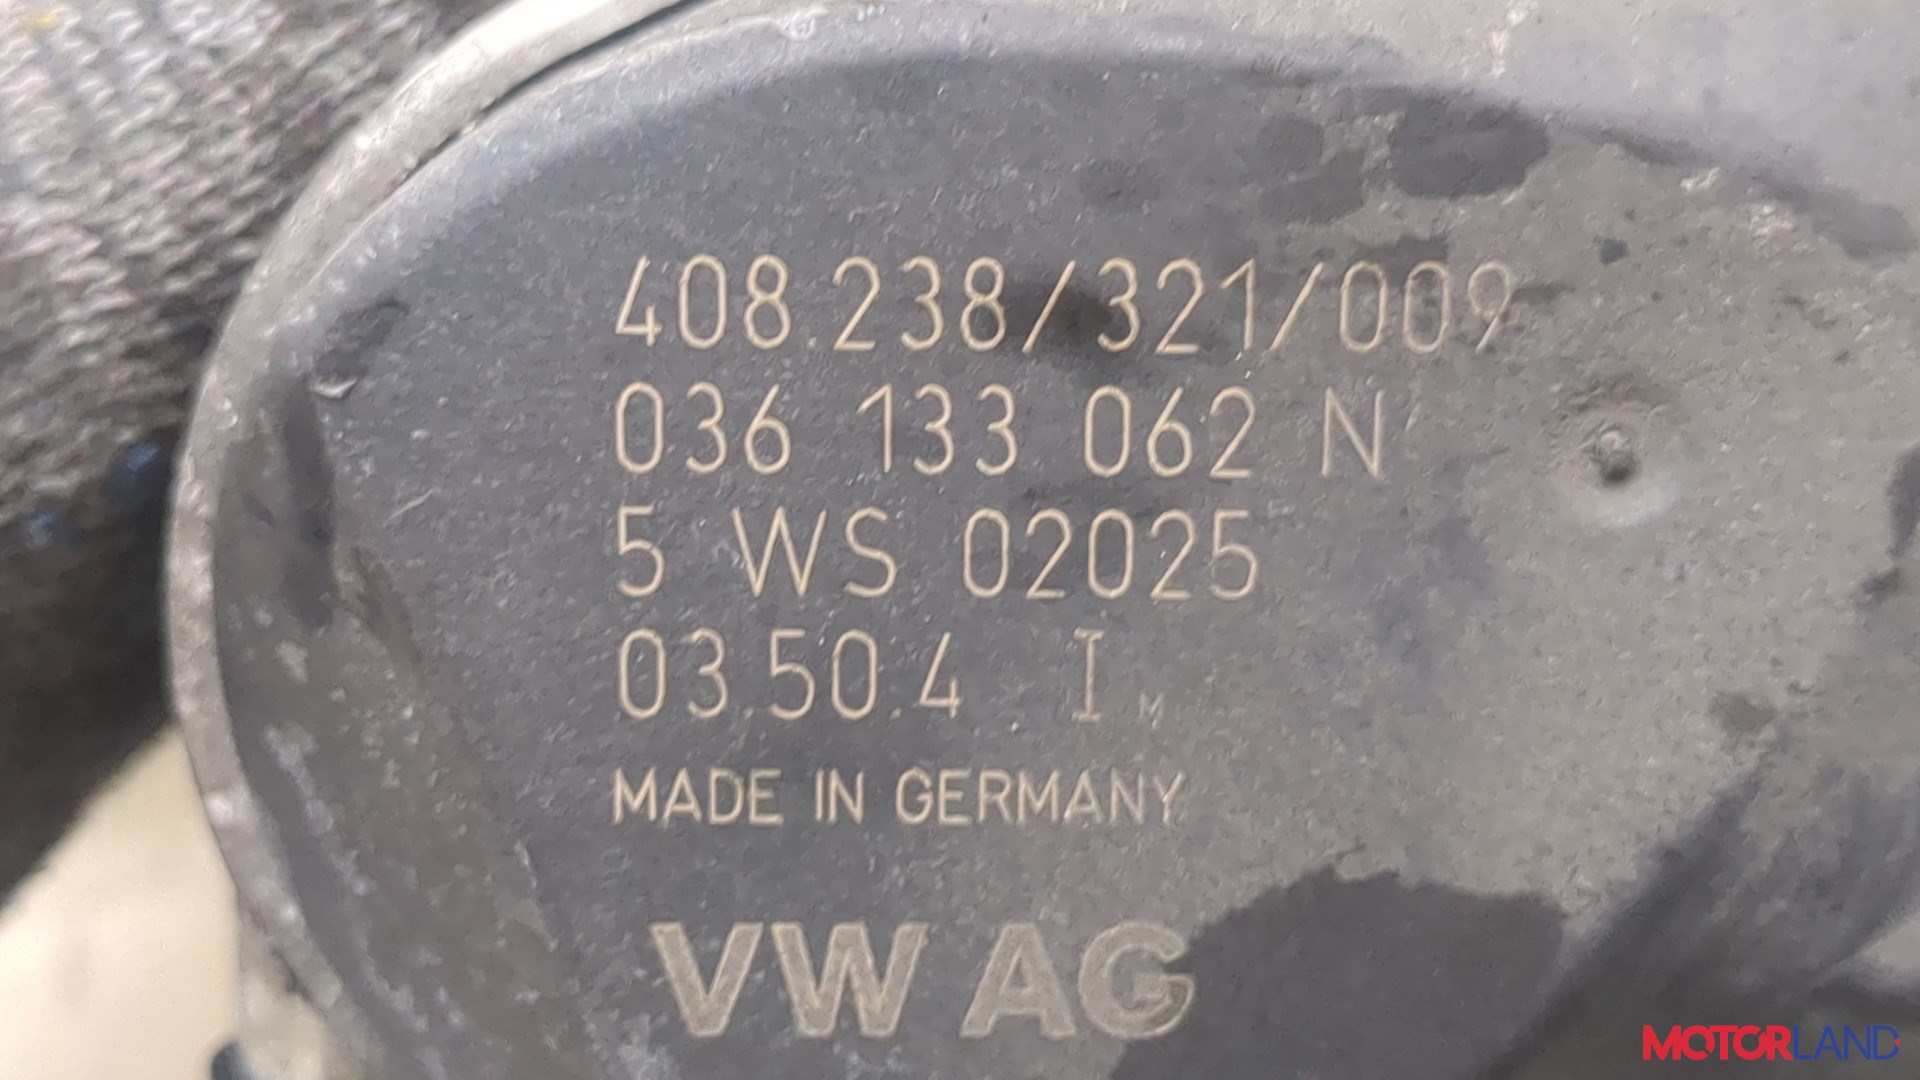 408.238/321/009
036 133 062 N
5 WS 02025
03.50.4 I M
MADE IN GERMANY
VW AG
MOTORLAND